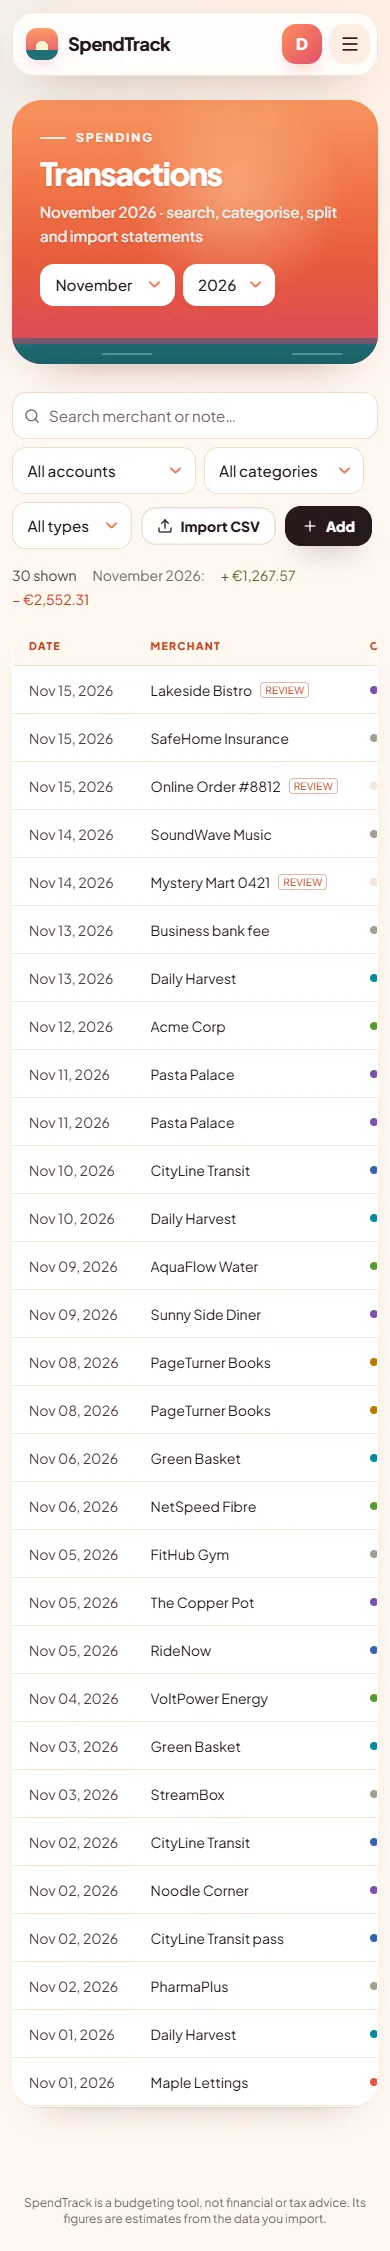 SpendTrack
D
SPENDING
Transactions
November 2026 · search, categorise, split
and import statements
November
2026
Search merchant or note...
All accounts
All categories
All types
Import CSV
+ Add
30 shown November 2026: + €1,267.57
− €2,552.31
DATE MERCHANT
Nov 15, 2026 Lakeside Bistro REVIEW
Nov 15, 2026 SafeHome Insurance
Nov 15, 2026 Online Order #8812 REVIEW
Nov 14, 2026 SoundWave Music
Nov 14, 2026 Mystery Mart 0421 REVIEW
Nov 13, 2026 Business bank fee
Nov 13, 2026 Daily Harvest
Nov 12, 2026 Acme Corp
Nov 11, 2026 Pasta Palace
Nov 11, 2026 Pasta Palace
Nov 10, 2026 CityLine Transit
Nov 10, 2026 Daily Harvest
Nov 09, 2026 AquaFlow Water
Nov 09, 2026 Sunny Side Diner
Nov 08, 2026 PageTurner Books
Nov 08, 2026 PageTurner Books
Nov 06, 2026 Green Basket
Nov 06, 2026 NetSpeed Fibre
Nov 05, 2026 FitHub Gym
Nov 05, 2026 The Copper Pot
Nov 05, 2026 RideNow
Nov 04, 2026 VoltPower Energy
Nov 03, 2026 Green Basket
Nov 03, 2026 StreamBox
Nov 02, 2026 CityLine Transit
Nov 02, 2026 Noodle Corner
Nov 02, 2026 CityLine Transit pass
Nov 02, 2026 PharmaPlus
Nov 01, 2026 Daily Harvest
Nov 01, 2026 Maple Lettings
SpendTrack is a budgeting tool, not financial or tax advice. Its
figures are estimates from the data you import.